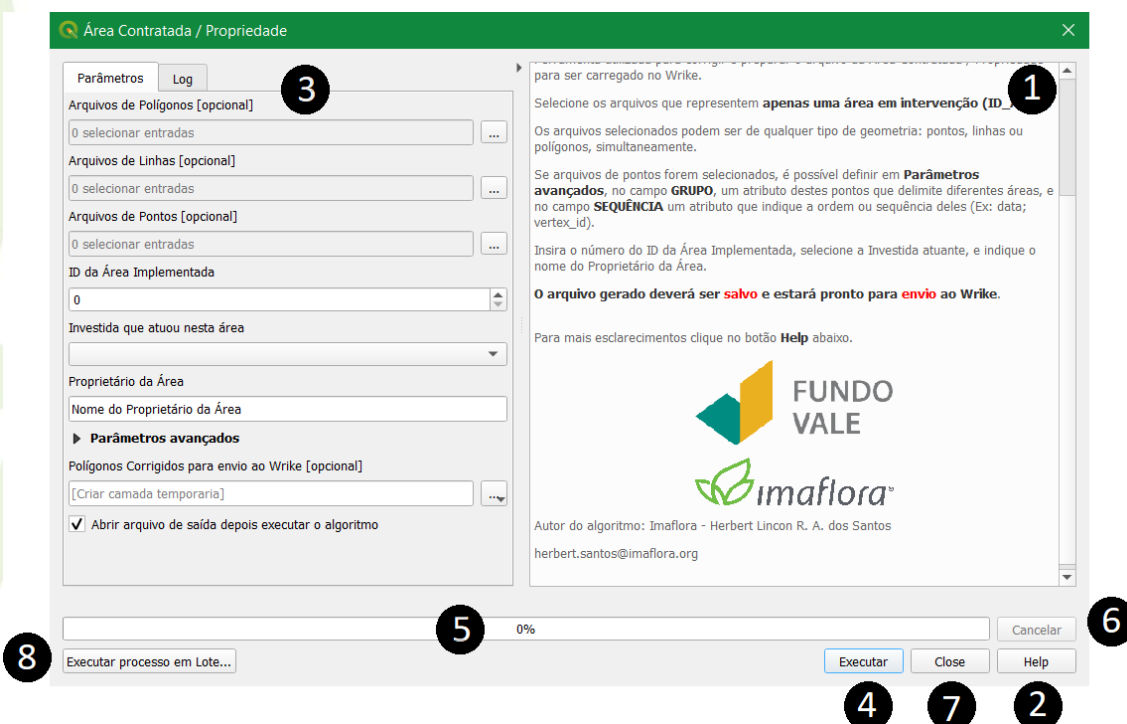 Área Contratada / Propriedade
Parâmetros
Log
3
Arquivos de Polígonos [opcional]
0 selecionar entradas
...
Arquivos de Linhas [opcional]
0 selecionar entradas
...
Arquivos de Pontos [opcional]
0 selecionar entradas
...
ID da Área Implementada
0
Investida que atuou nesta área
Proprietário da Área
Nome do Proprietário da Área
Parâmetros avançados
Polígonos Corrigidos para envio ao Wrike [opcional]
[Criar camada temporaria]
...
Abrir arquivo de saída depois executar o algoritmo
1
para ser carregado no Wrike.
Selecione os arquivos que representem apenas uma área em intervenção (ID_
Os arquivos selecionados podem ser de qualquer tipo de geometria: pontos, linhas ou
polígonos, simultaneamente.
Se arquivos de pontos forem selecionados, é possível definir em Parâmetros
avançados, no campo GRUPO, um atributo destes pontos que delimite diferentes áreas, e
no campo SEQUÊNCIA um atributo que indique a ordem ou sequência deles (Ex: data;
vertex_id).
Insira o número do ID da Área Implementada, selecione a Investida atuante, e indique o
nome do Proprietário da Área.
O arquivo gerado deverá ser salvo e estará pronto para envio ao Wrike.
Para mais esclarecimentos clique no botão Help abaixo.
FUNDO
VALE
imaflora
Autor do algoritmo: Imaflora - Herbert Lincon R. A. dos Santos
herbert.santos@imaflora.org
5
0%
Cancelar
6
8
Executar processo em Lote...
Executar
Close
Help
4
7
2